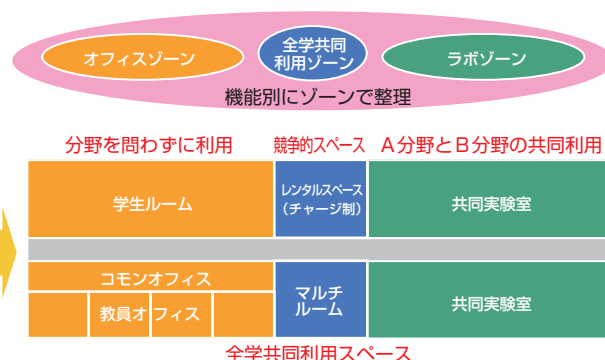 オフィスゾーン
全学共同
利用ゾーン
ラボゾーン
機能別にゾーンで整理
分野を問わずに利用
競争的スペース
A分野とB分野の共同利用
学生ルーム
レンタルスペース
（チャージ制）
共同実験室
コモンオフィス
教員オフィス
マルチ
ルーム
共同実験室
全学共同利用スペース